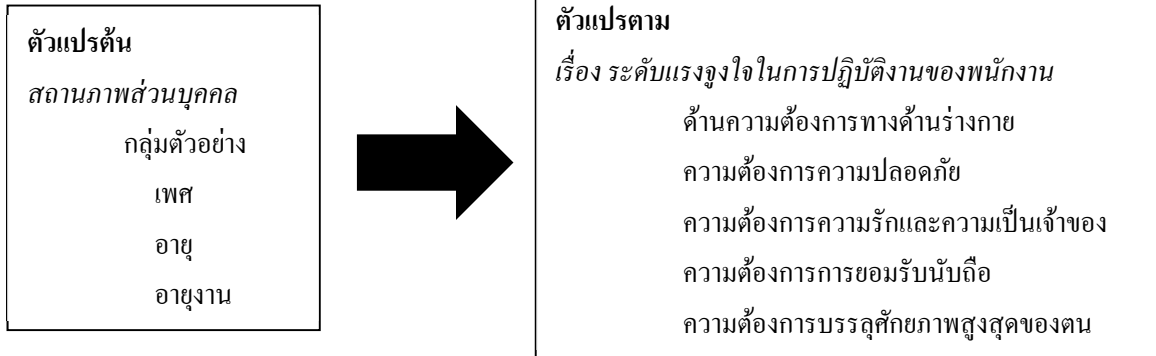 ตัวแปรต้น
สถานภาพส่วนบุคคล
กลุ่มตัวอย่าง
เพศ
อายุ
อายุงาน
ตัวแปรตาม
เรื่อง ระดับแรงจูงใจในการปฏิบัติงานของพนักงาน
ด้านความต้องการทางด้านร่างกาย
ความต้องการความปลอดภัย
ความต้องการความรักและความเป็นเจ้าของ
ความต้องการการยอมรับนับถือ
ความต้องการบรรลุศักยภาพสูงสุดของตน